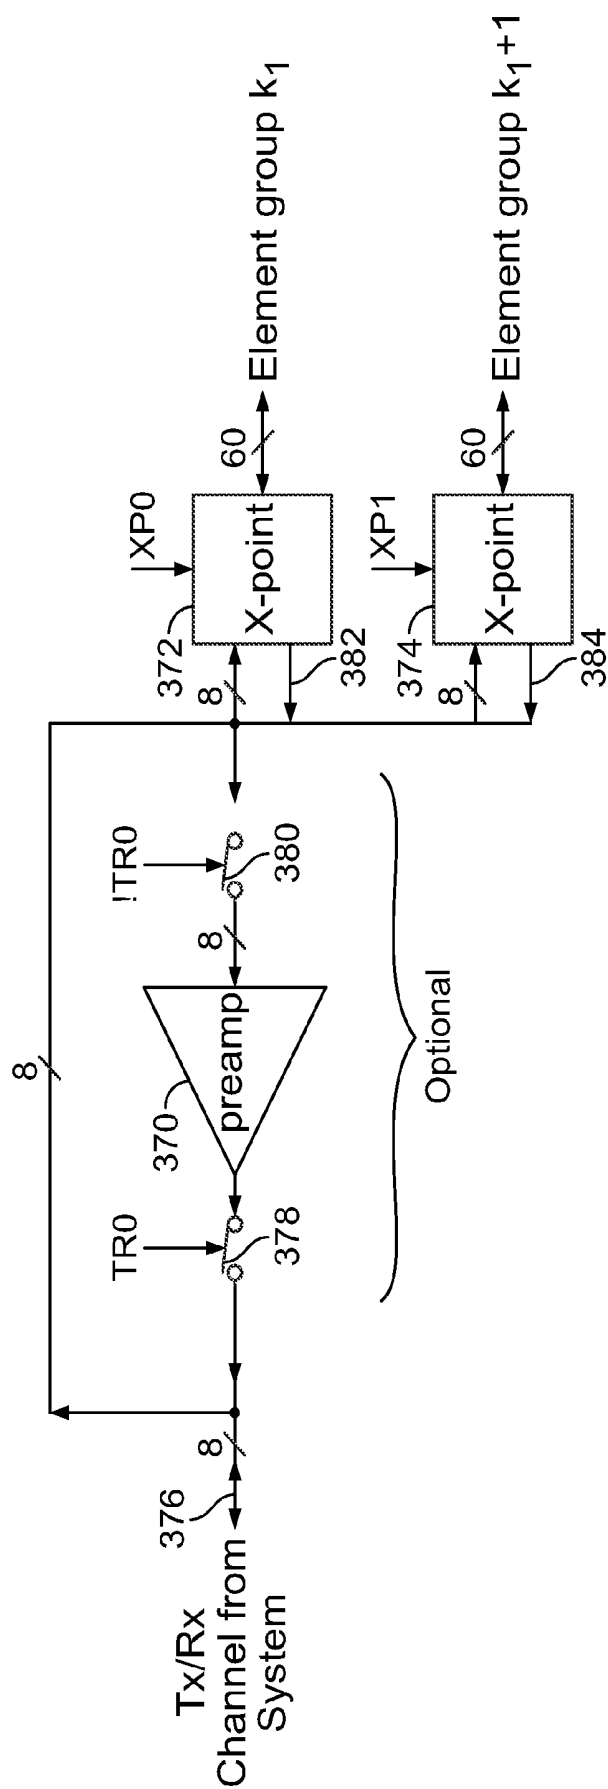 Tx/Rx
Channel from
System
376
8
8
TR0
378
370
preamp
8
!TR0
380
Optional
8
372
XP0
X-point
382
60
Element group k1
8
374
XP1
X-point
384
60
Element group k1+1